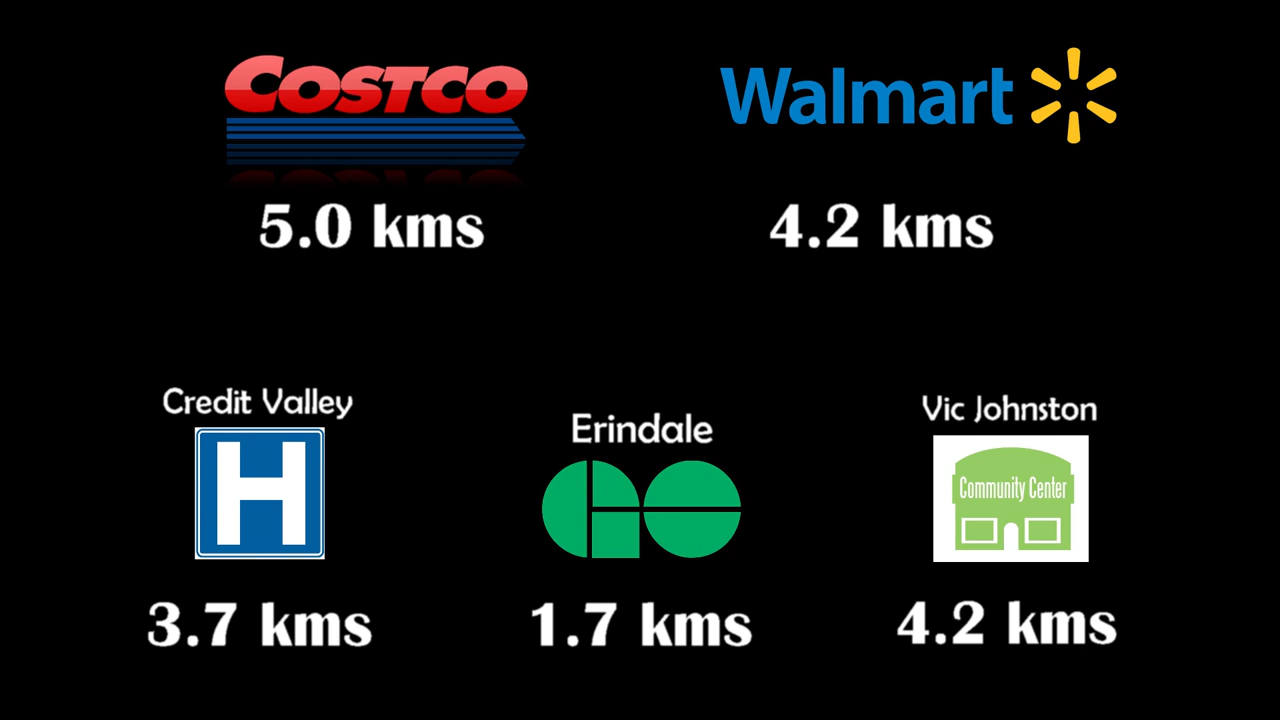 COSTCO
Walmart
5.0 kms
4.2 kms
Credit Valley
Erindale
Vic Johnston
H
GO
Community Center
3.7 kms
1.7 kms
4.2 kms